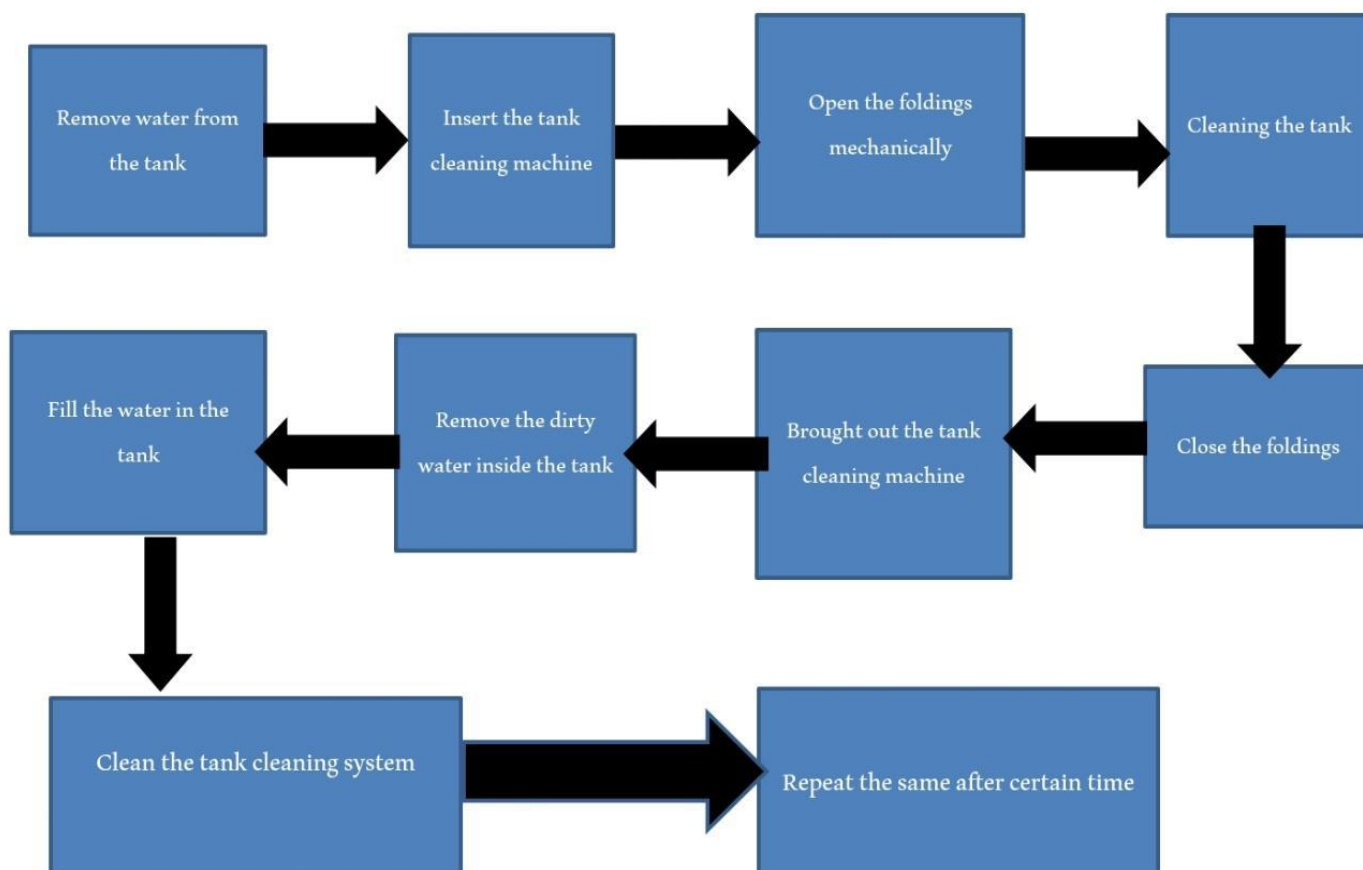 Remove water from
the tank
Insert the tank
cleaning machine
Open the foldings
mechanically
Cleaning the tank
Close the foldings
Brought out the tank
cleaning machine
Remove the dirty
water inside the tank
Fill the water in the
tank
Clean the tank cleaning system
Repeat the same after certain time